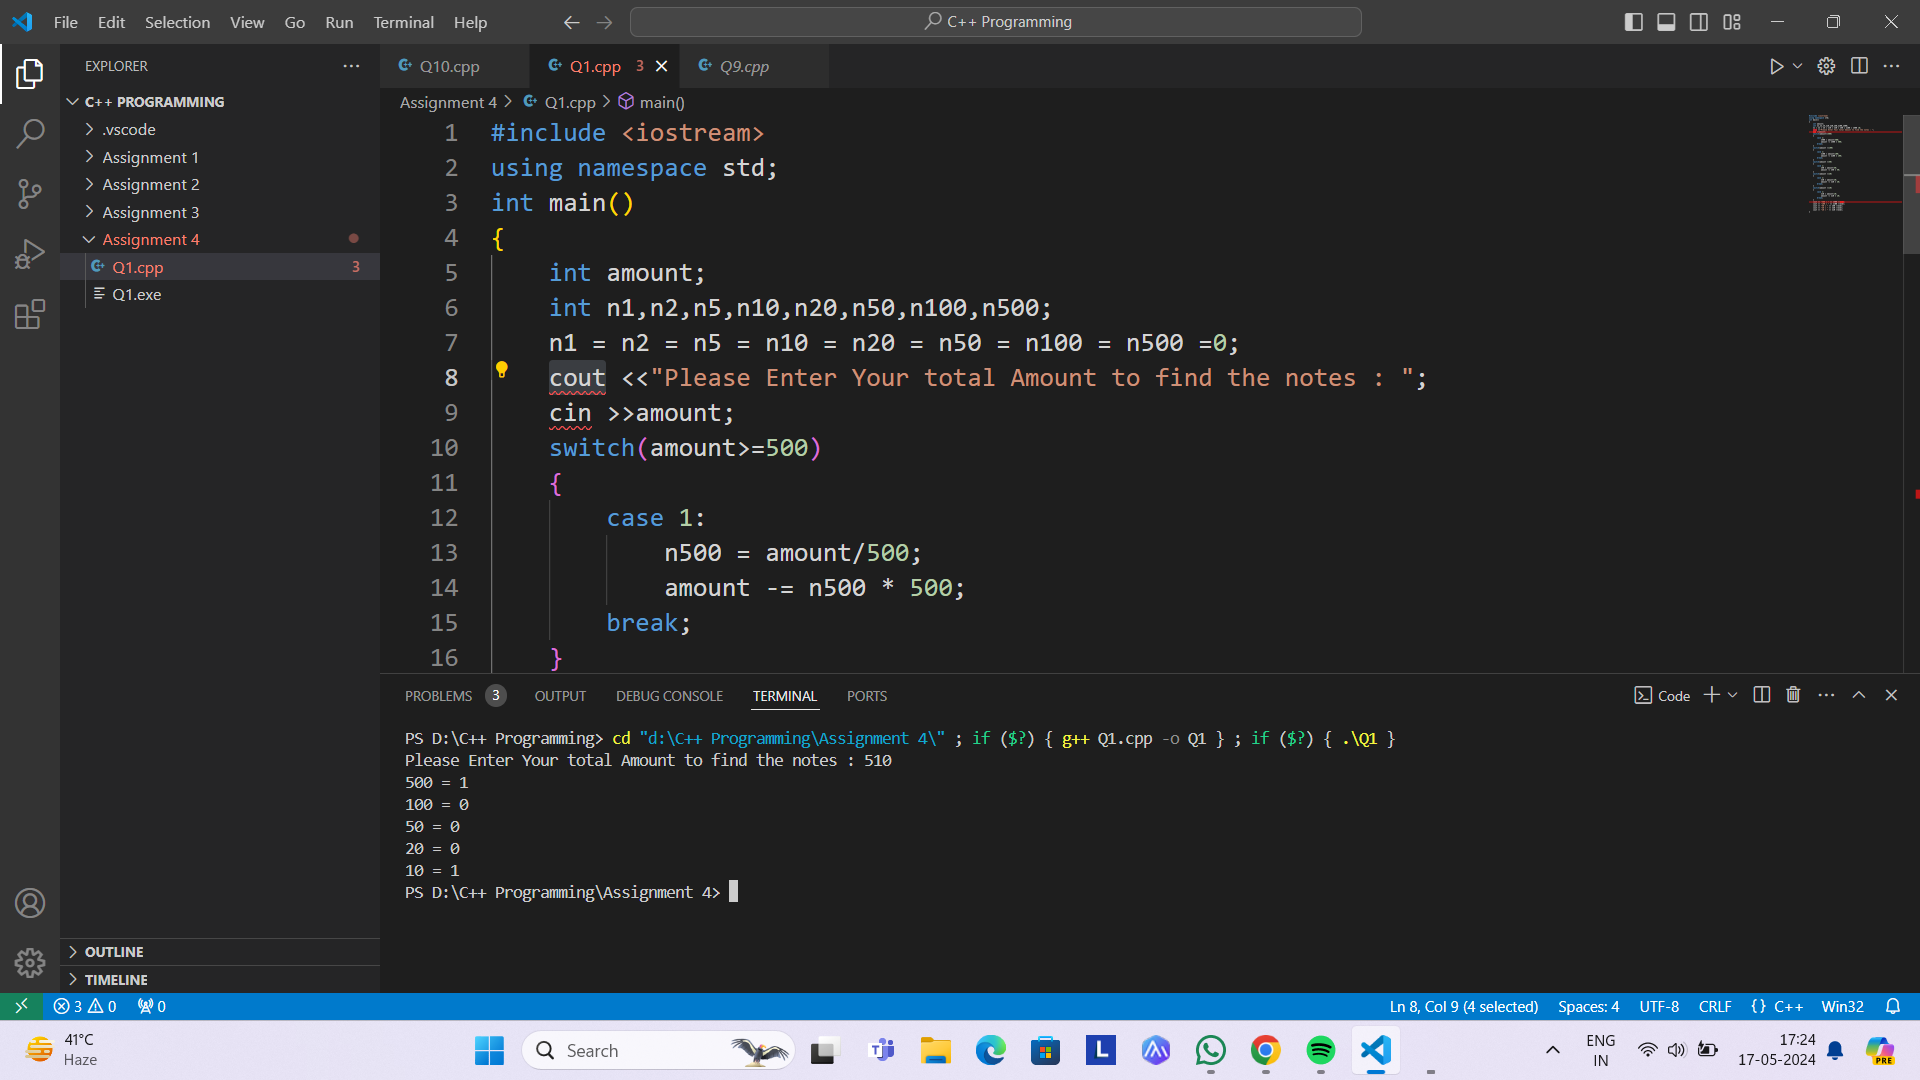 File Edit Selection View Go Run Terminal Help
C++ Programming
EXPLORER
C++ PROGRAMMING
.vscode
Assignment 1
Assignment 2
Assignment 3
Assignment 4
Q1.cpp 3
Q1.exe
OUTLINE
TIMELINE
Q10.cpp Q1.cpp 3 Q9.cpp
Assignment 4 > Q1.cpp > main()
1 #include <iostream>
2 using namespace std;
3 int main()
4 {
5 int amount;
6 int n1,n2,n5,n10,n20,n50,n100,n500;
7 n1 = n2 = n5 = n10 = n20 = n50 = n100 = n500 =0;
8 cout <<"Please Enter Your total Amount to find the notes : ";
9 cin >>amount;
10 switch(amount>=500)
11 {
12 case 1:
13 n500 = amount/500;
14 amount -= n500 * 500;
15 break;
16 }
PROBLEMS 3 OUTPUT DEBUG CONSOLE TERMINAL PORTS
Code
PS D:\C++ Programming> cd "d:\C++ Programming\Assignment 4\" ; if ($?) { g++ Q1.cpp -o Q1 } ; if ($?) { .\Q1 }
Please Enter Your total Amount to find the notes : 510
500 = 1
100 = 0
50 = 0
20 = 0
10 = 1
PS D:\C++ Programming\Assignment 4>
3 0 0
Ln 8, Col 9 (4 selected) Spaces: 4 UTF-8 CRLF {} C++ Win32
41°C
Haze
Search
L
PRE
ENG
IN
17:24
17-05-2024